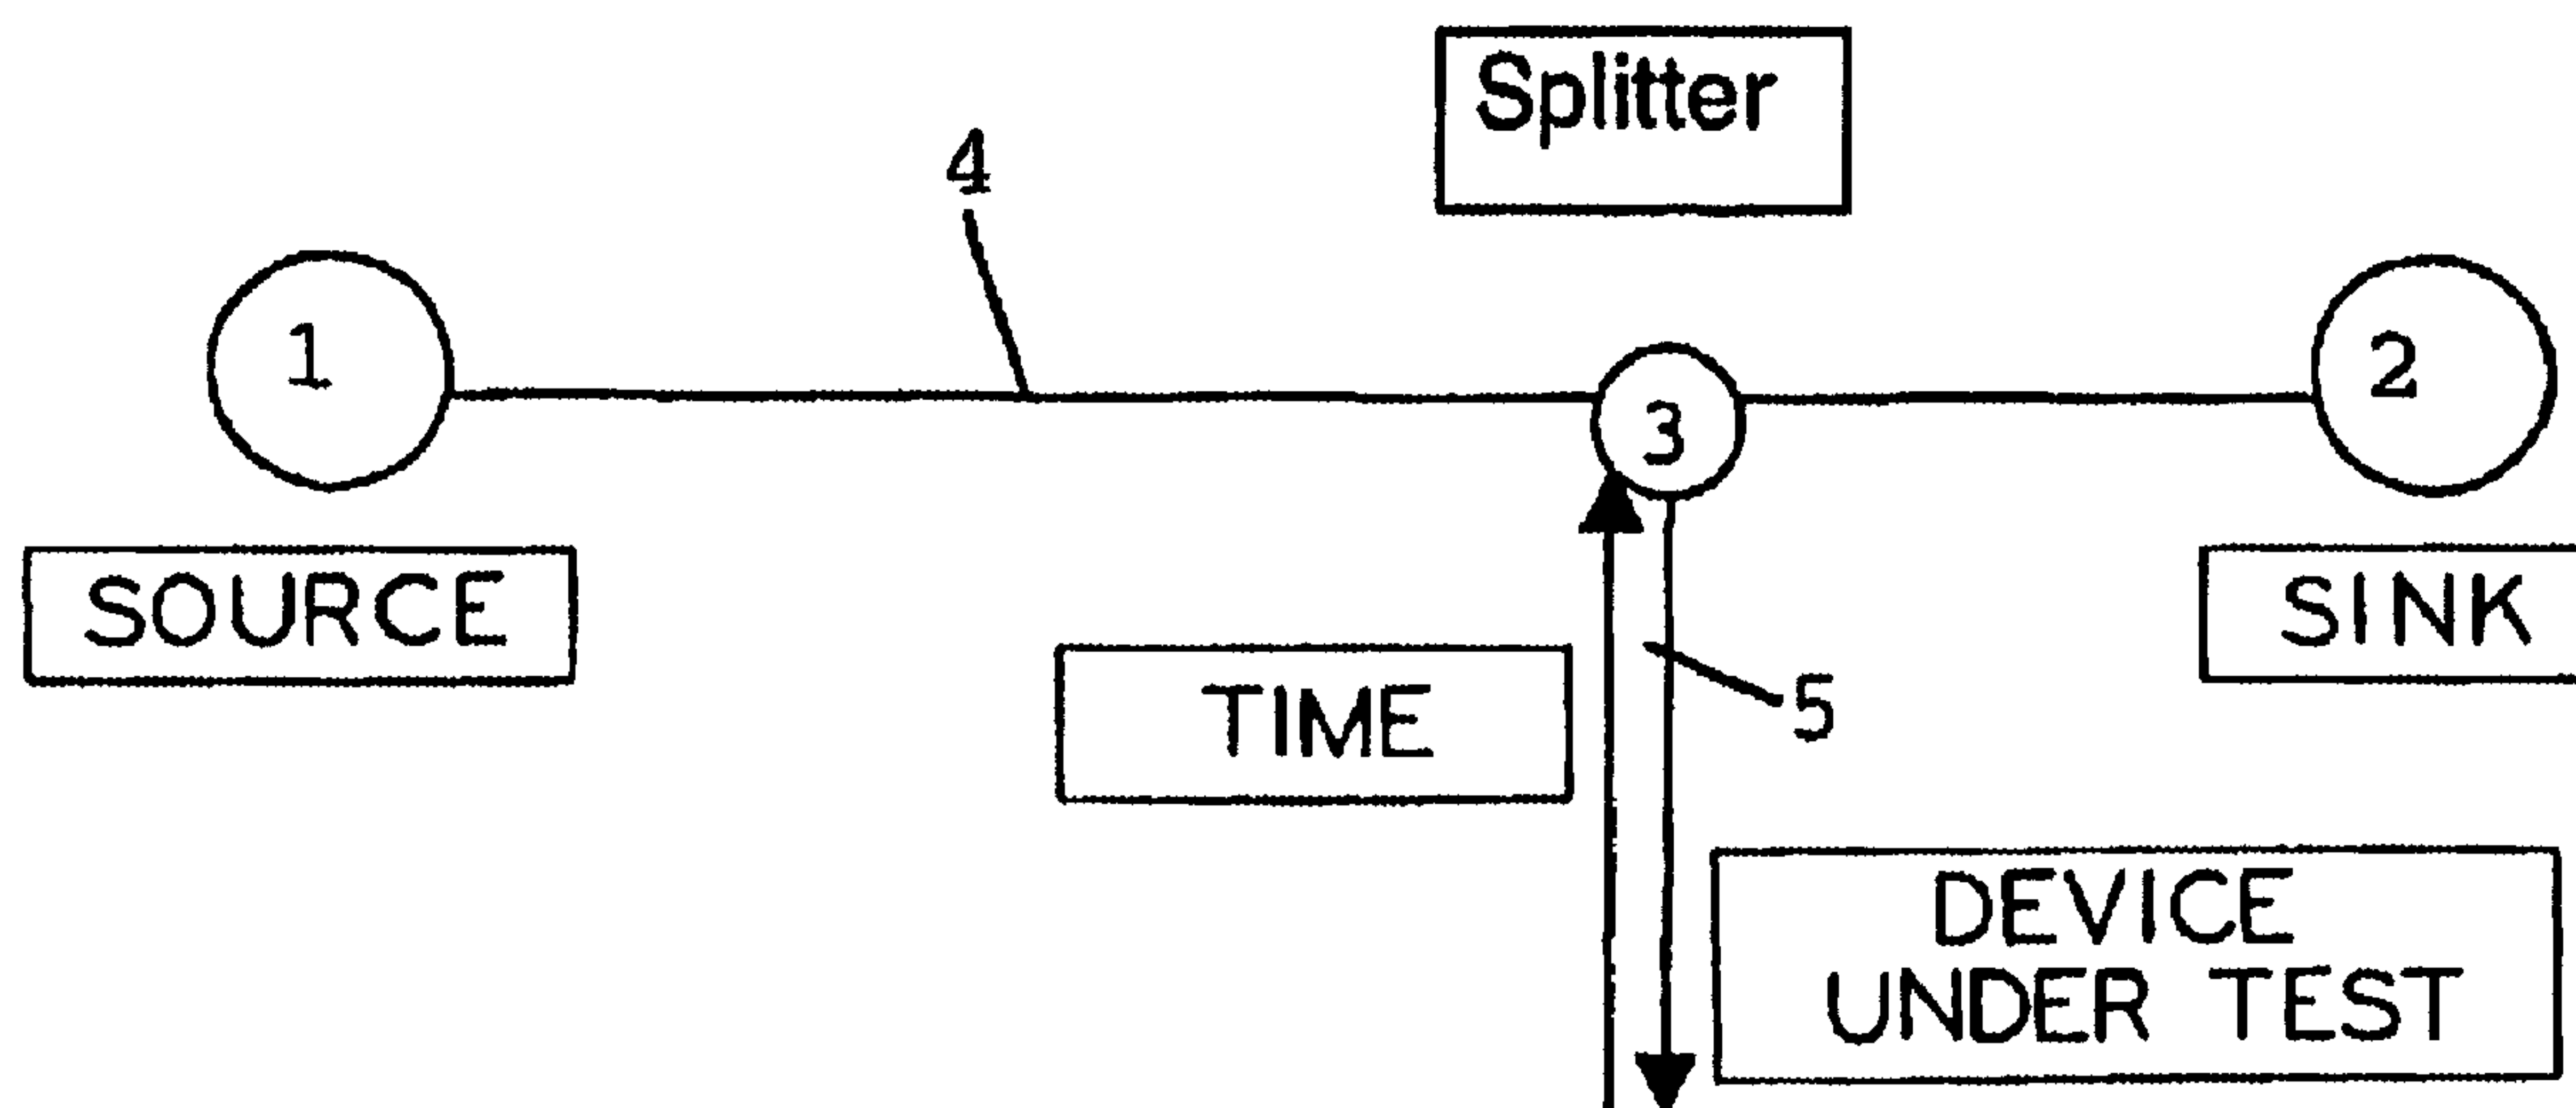 Splitter
4
1
2
3
SOURCE
SINK
TIME
5
DEVICE
UNDER TEST